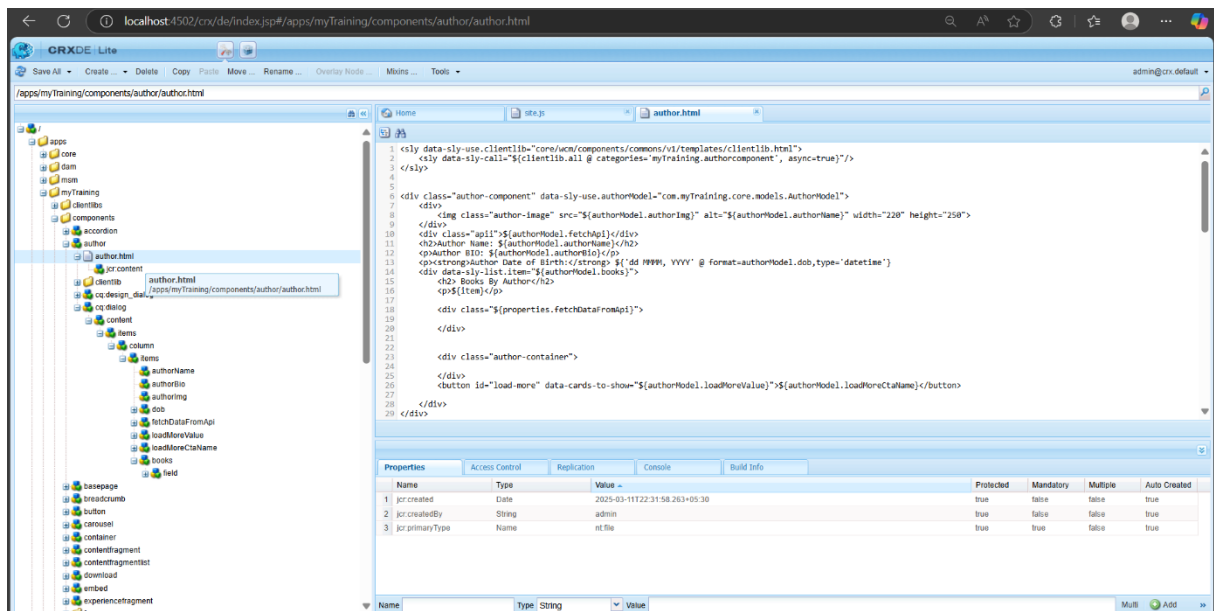 localhost:4502/crx/de/index.jsp#/apps/myTraining/components/author/author.html
CRXDE Lite
Save All Create ... Delete Copy Paste Move ... Rename ... Overlay Node ... Mixins ... Tools admin@crx.default
/apps/myTraining/components/author/author.html
/
apps
core
dam
msm
myTraining
clientlibs
components
accordion
author
author.html
jcr:content
author.html
/apps/myTraining/components/author/author.html
clientlib
cq:design_dialog
cq:dialog
content
items
column
items
authorName
authorBio
authorImg
dob
fetchDataFromApi
loadMoreValue
loadMoreCtaName
books
field
basepage
breadcrumb
button
carousel
container
contentfragment
contentfragmentlist
download
embed
experiencefragment
Home site.js author.html
1 <sly data-sly-use.clientlib="core/wcm/components/commons/v1/templates/clientlib.html">
2 <sly data-sly-call="${clientlib.all @ categories='myTraining.authorcomponent', async=true}"/>
3 </sly>
4
5
6 <div class="author-component" data-sly-use.authorModel="com.myTraining.core.models.AuthorModel">
7 <div>
8 <img class="author-image" src="${authorModel.authorImg}" alt="${authorModel.authorName}" width="220" height="250">
9 </div>
10 <div class="apii">${authorModel.fetchApi}</div>
11 <h2>Author Name: ${authorModel.authorName}</h2>
12 <p>Author BIO: ${authorModel.authorBio}</p>
13 <p><strong>Author Date of Birth:</strong> ${'dd MMMM, YYYY' @ format=authorModel.dob,type='datetime'}
14 <div data-sly-list.item="${authorModel.books}">
15 <h2> Books By Author</h2>
16 <p>${item}</p>
17
18 <div class="${properties.fetchDataFromApi}">
19
20 </div>
21
22
23 <div class="author-container">
24
25 </div>
26 <button id="load-more" data-cards-to-show="${authorModel.loadMoreValue}">${authorModel.loadMoreCtaName}</button>
27
28 </div>
29 </div>
Properties Access Control Replication Console Build Info
Name Type Value Protected Mandatory Multiple Auto Created
1 jcr:created Date 2025-03-11T22:31:58.263+05:30 true false false true
2 jcr:createdBy String admin true false false true
3 jcr:primaryType Name nt:file true true false true
Name Type String Value Multi Add »